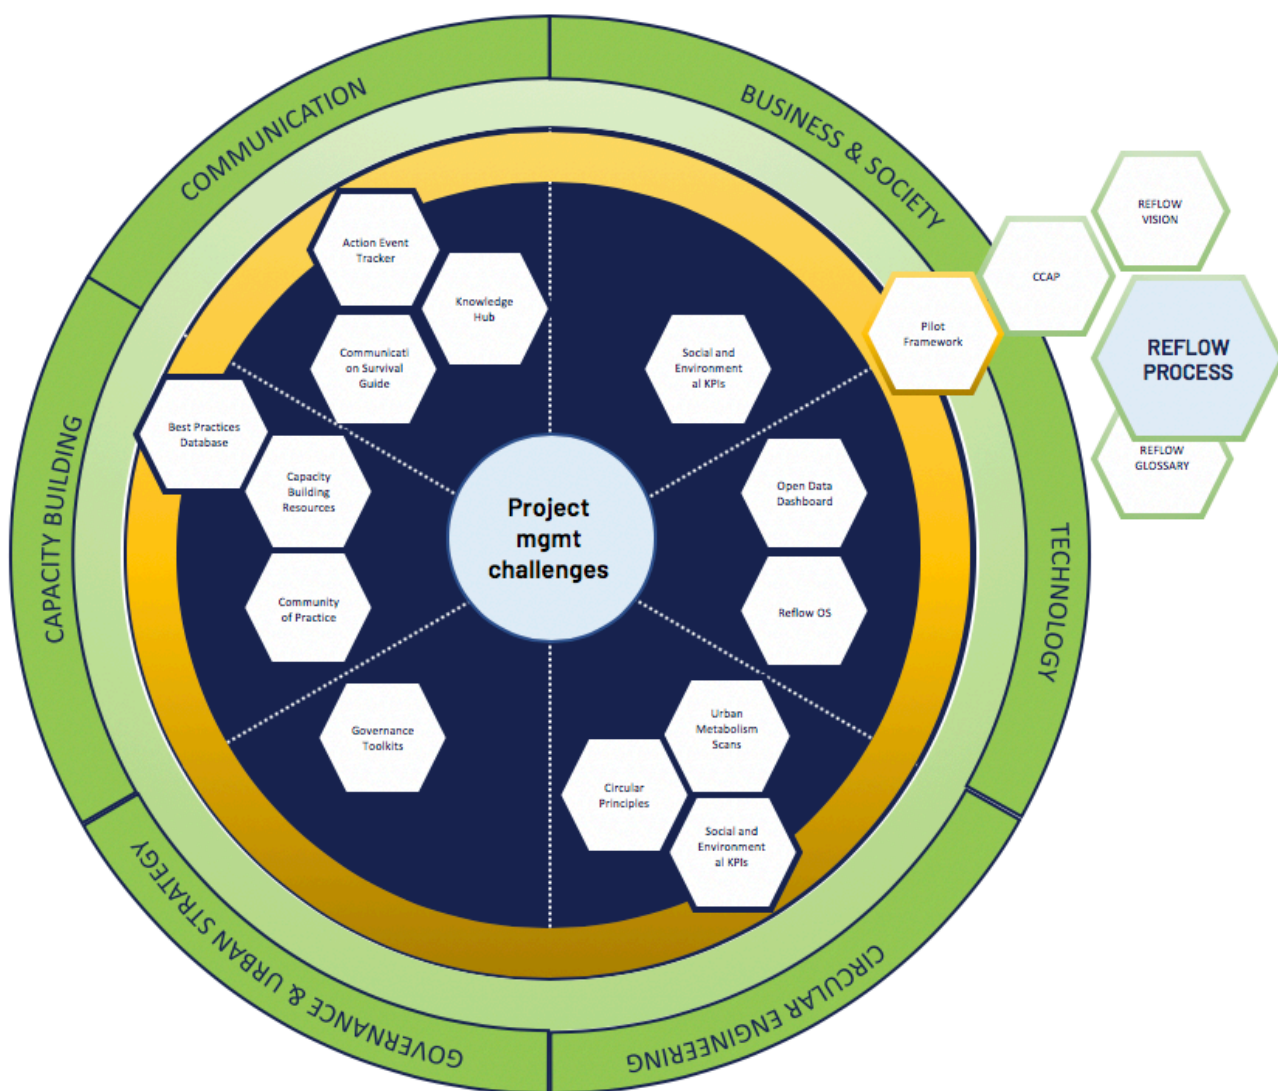 COMMUNICATION
BUSINESS & SOCIETY
REFLOW
VISION
CCAP
Action Event
Tracker
Knowledge
Hub
Pilot
Framework
REFLOW
PROCESS
Communicati
on Survival
Guide
Social and
Environment
al KPIs
Best Practices
Database
REFLOW
GLOSSARY
CAPACITY BUILDING
Capacity
Building
Resources
Open Data
Dashboard
Project
mgmt
challenges
TECHNOLOGY
Community
of Practice
Reflow OS
Governance
Toolkits
Urban
Metabolism
Scans
Circular
Principles
Social and
Environment
al KPIs
GOVERNANCE & URBAN STRATEGY
CIRCULAR ENGINEERING